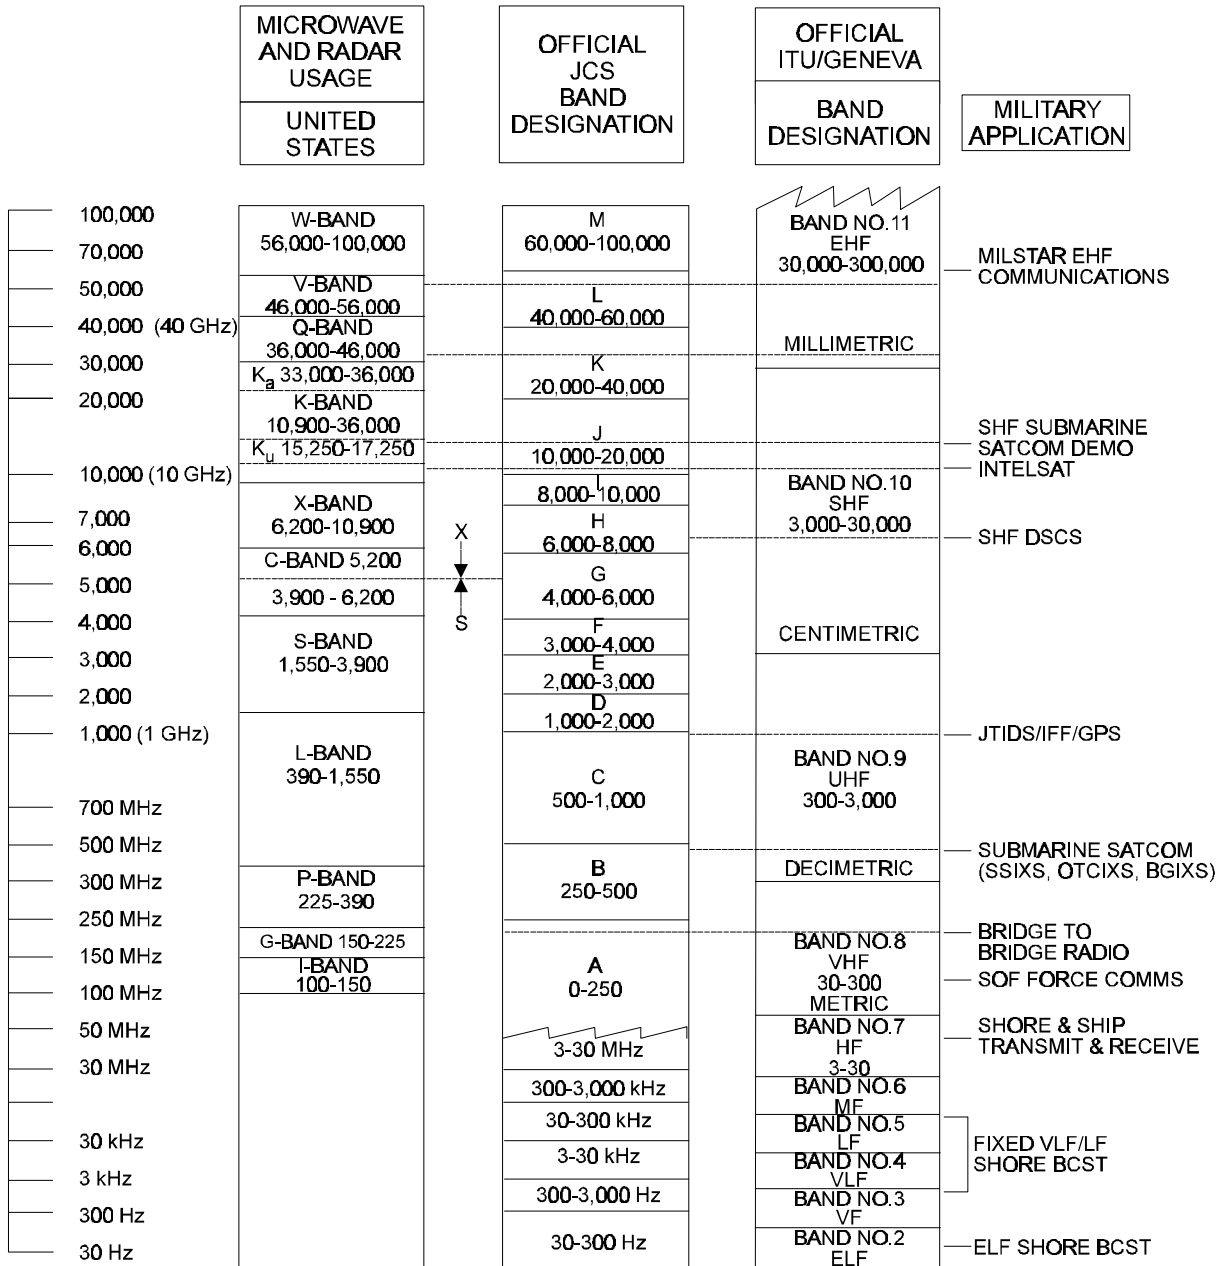 MICROWAVE
AND RADAR
USAGE
UNITED
STATES
OFFICIAL
JCS
BAND
DESIGNATION
OFFICIAL
ITU/GENEVA
BAND
DESIGNATION
MILITARY
APPLICATION
100,000
70,000
50,000
40,000 (40 GHz)
30,000
20,000
10,000 (10 GHz)
7,000
6,000
5,000
4,000
3,000
2,000
1,000 (1 GHz)
700 MHz
500 MHz
300 MHz
250 MHz
150 MHz
100 MHz
50 MHz
30 MHz
30 kHz
3 kHz
300 Hz
30 Hz
W-BAND
56,000-100,000
V-BAND
46,000-56,000
Q-BAND
36,000-46,000
Ka 33,000-36,000
K-BAND
10,900-36,000
Ku 15,250-17,250
X-BAND
6,200-10,900
C-BAND 5,200
3,900 - 6,200
S-BAND
1,550-3,900
L-BAND
390-1,550
P-BAND
225-390
G-BAND 150-225
I-BAND
100-150
X
S
M
60,000-100,000
L
40,000-60,000
K
20,000-40,000
J
10,000-20,000
I
8,000-10,000
H
6,000-8,000
G
4,000-6,000
F
3,000-4,000
E
2,000-3,000
D
1,000-2,000
C
500-1,000
B
250-500
A
0-250
3-30 MHz
300-3,000 kHz
30-300 kHz
3-30 kHz
300-3,000 Hz
30-300 Hz
BAND NO.11
EHF
30,000-300,000
MILLIMETRIC
BAND NO.10
SHF
3,000-30,000
CENTIMETRIC
BAND NO.9
UHF
300-3,000
DECIMETRIC
BAND NO.8
VHF
30-300
METRIC
BAND NO.7
HF
3-30
BAND NO.6
MF
BAND NO.5
LF
BAND NO.4
VLF
BAND NO.3
VF
BAND NO.2
ELF
MILSTAR EHF
COMMUNICATIONS
SHF SUBMARINE
SATCOM DEMO
INTELSAT
SHF DSCS
JTIDS/IFF/GPS
SUBMARINE SATCOM
(SSIXS, OTCIXS, BGIXS)
BRIDGE TO
BRIDGE RADIO
SOF FORCE COMMS
SHORE & SHIP
TRANSMIT & RECEIVE
FIXED VLF/LF
SHORE BCST
ELF SHORE BCST